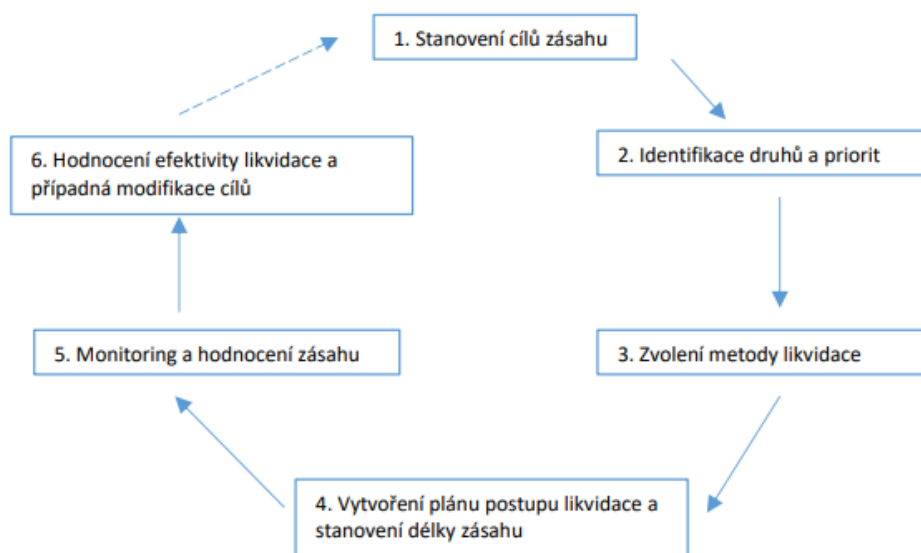 1. Stanovení cílů zásahu
2. Identifikace druhů a priorit
3. Zvolení metody likvidace
4. Vytvoření plánu postupu likvidace a
stanovení délky zásahu
5. Monitoring a hodnocení zásahu
6. Hodnocení efektivity likvidace a
případná modifikace cílů